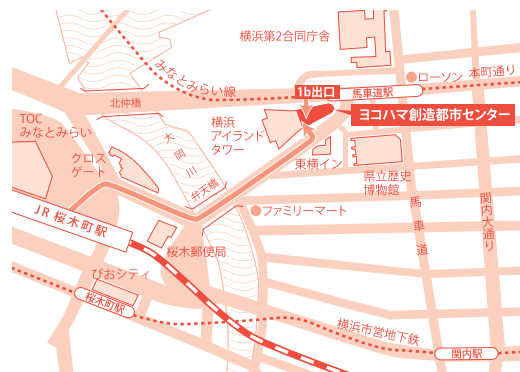 横浜第2合同庁舎
みなとみらい線
ローソン
本町通り
1b出口
馬車道駅
北仲橋
ヨコハマ創造都市センター
TOC
みなとみらい
横浜
アイランド
タワー
大岡川
クロス
ゲート
東横イン
県立歴史
博物館
弁天橋
馬車道
関内大通り
ファミリーマート
JR 桜木町駅
桜木郵便局
ぴおシティ
桜木町駅
横浜市営地下鉄
関内駅